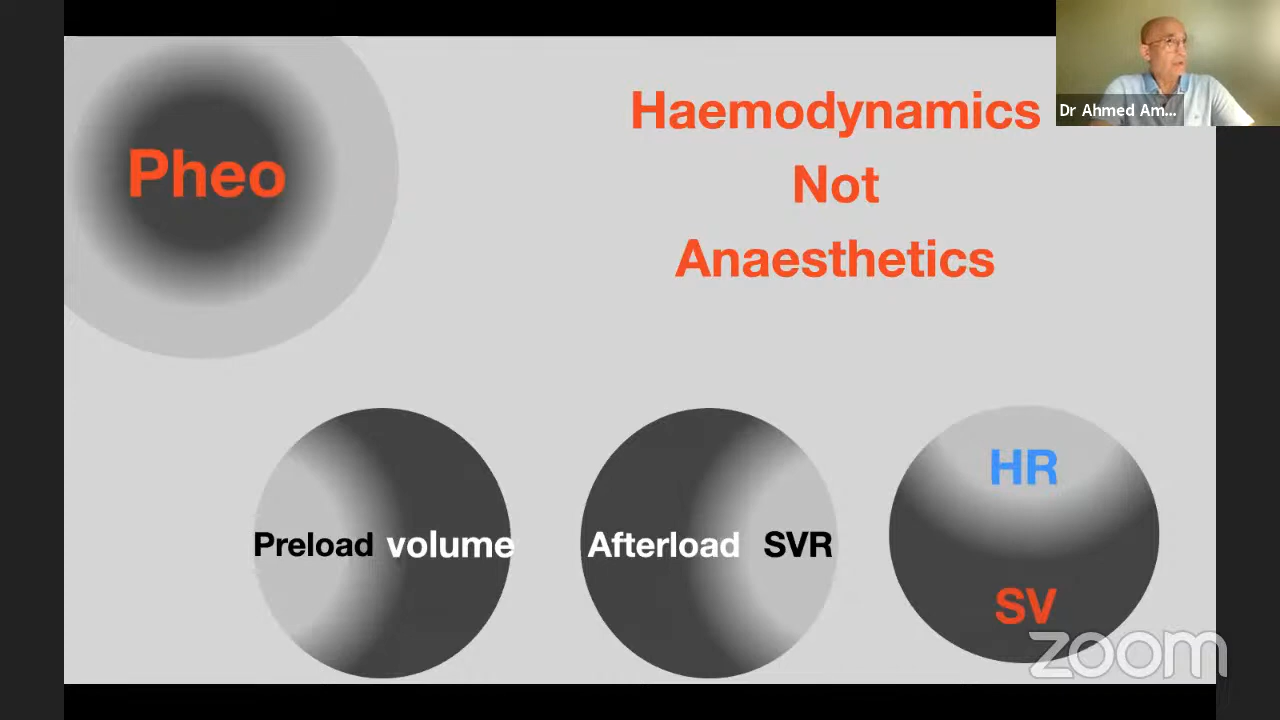 Pheo
Haemodynamics
Not
Anaesthetics
Dr Ahmed Am...
Preload volume
Afterload SVR
HR
SV
zoom